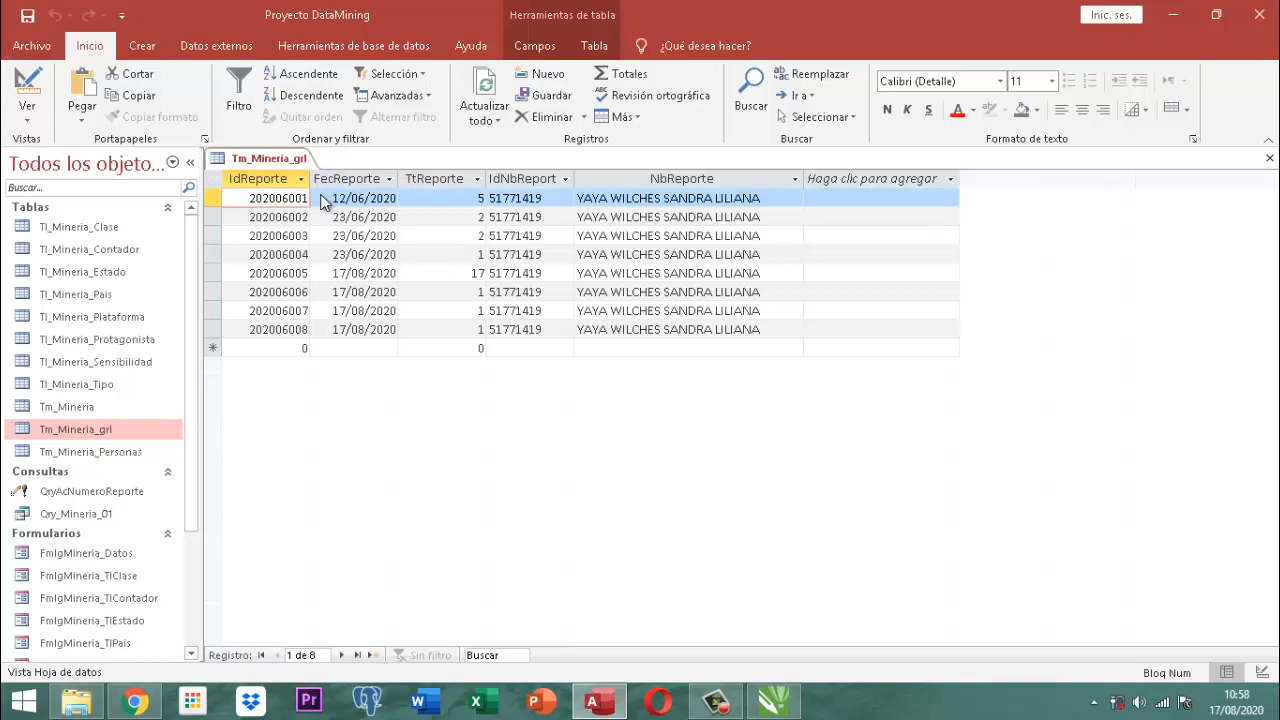 Proyecto DataMining
Herramientas de tabla
Inic. ses.
Archivo Inicio Crear Datos externos Herramientas de base de datos Ayuda Campos Tabla ¿Qué desea hacer?
Ver
Vistas
Pegar
Cortar
Copiar
Copiar formato
Portapapeles
Filtro
Ascendente
Descendente
Quitar orden
Selección
Avanzadas
Alternar filtro
Ordenar y filtrar
Actualizar todo
Nuevo
Guardar
Eliminar
Totales
Revisión ortográfica
Más
Registros
Buscar
Reemplazar
Ir a
Seleccionar
Buscar
Calibri (Detalle) 11
N K S A
Formato de texto
Todos los objeto...
Buscar...
Tablas
Tl_Mineria_Clase
Tl_Mineria_Contador
Tl_Mineria_Estado
Tl_Mineria_Pais
Tl_Mineria_Plataforma
Tl_Mineria_Protagonista
Tl_Mineria_Sensibilidad
Tl_Mineria_Tipo
Tm_Mineria
Tm_Mineria_grl
Tm_Mineria_Personas
Consultas
QryAcNumeroReporte
Qry_Mineria_01
Formularios
FmIgMineria_Datos
FmIgMineria_TlClase
FmIgMineria_TlContador
FmIgMineria_TlEstado
FmIgMineria_TlPais
Tm_Mineria_grl
IdReporte FecReporte TtReporte IdNbReport NbReporte Haga clic para agregar
202006001 12/06/2020 5 51771419 YAYA WILCHES SANDRA LILIANA
202006002 23/06/2020 2 51771419 YAYA WILCHES SANDRA LILIANA
202006003 23/06/2020 2 51771419 YAYA WILCHES SANDRA LILIANA
202006004 23/06/2020 1 51771419 YAYA WILCHES SANDRA LILIANA
202006005 17/08/2020 17 51771419 YAYA WILCHES SANDRA LILIANA
202006006 17/08/2020 1 51771419 YAYA WILCHES SANDRA LILIANA
202006007 17/08/2020 1 51771419 YAYA WILCHES SANDRA LILIANA
202006008 17/08/2020 1 51771419 YAYA WILCHES SANDRA LILIANA
0 0
Registro: 1 de 8 Sin filtro Buscar
Vista Hoja de datos Bloq Num
Pr
10:58
17/08/2020